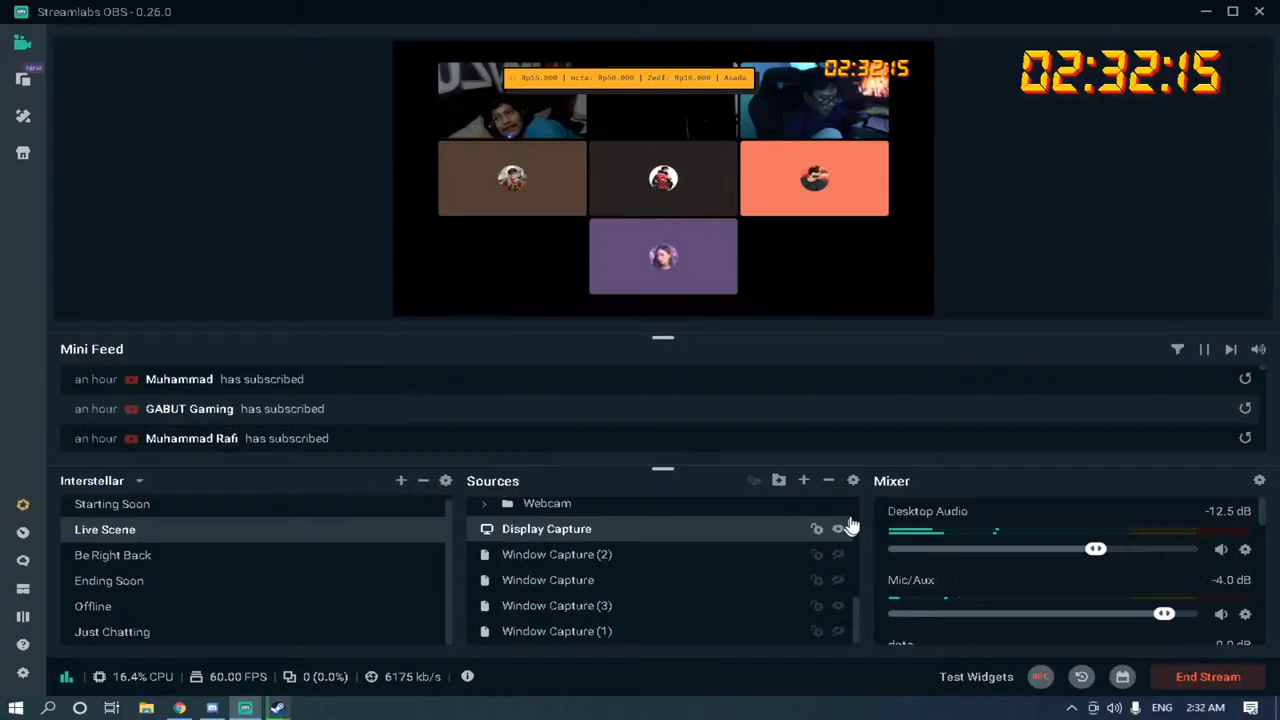 Streamlabs OBS - 0.26.0
02:32:15
New
: Rp15.000 | octa: Rp50.000 | Zedf: Rp10.000 | Asada
02:32:15
Mini Feed
an hour Muhammad has subscribed
an hour GABUT Gaming has subscribed
an hour Muhammad Rafi has subscribed
Interstellar
Starting Soon
Live Scene
Be Right Back
Ending Soon
Offline
Just Chatting
Sources
Webcam
Display Capture
Window Capture (2)
Window Capture
Window Capture (3)
Window Capture (1)
Mixer
Desktop Audio -12.5 dB
Mic/Aux -4.0 dB
0.0 dB
16.4% CPU 60.00 FPS 0 (0.0%) 6175 kb/s
Test Widgets REC End Stream
ENG 2:32 AM